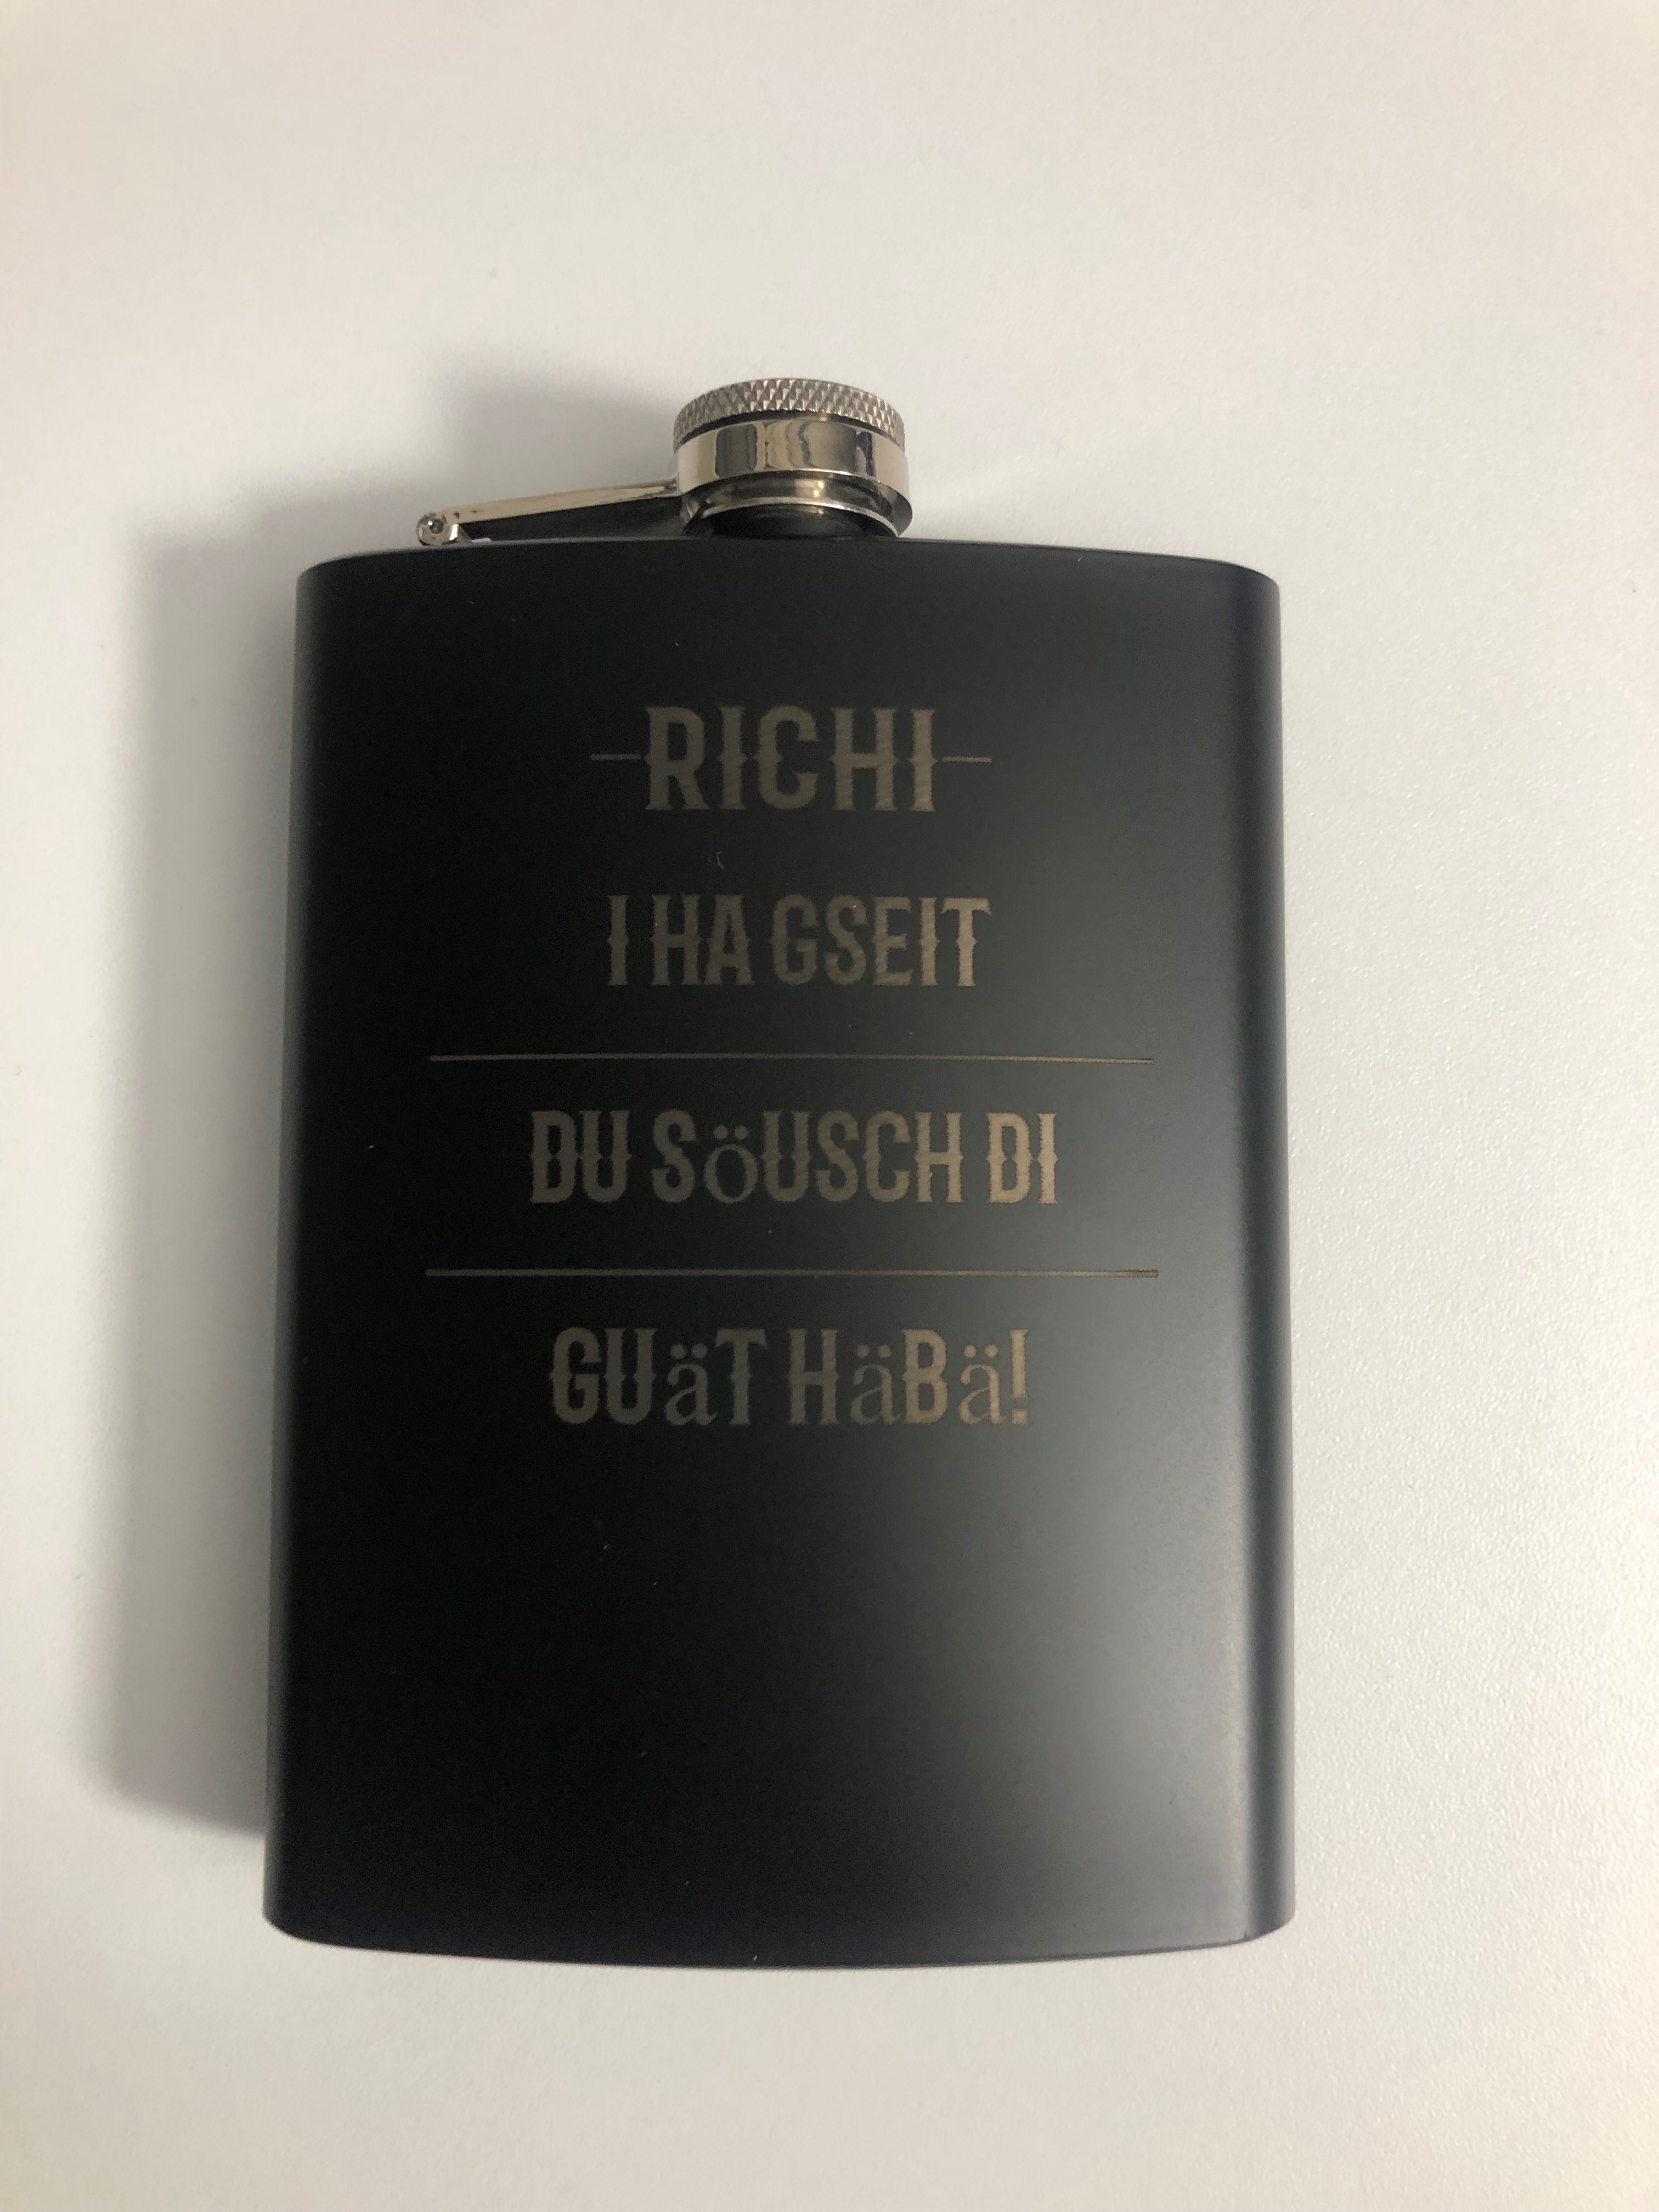 RICHI
I HA GSEIT
DU SöUSCH DI
GUäT HäBä!